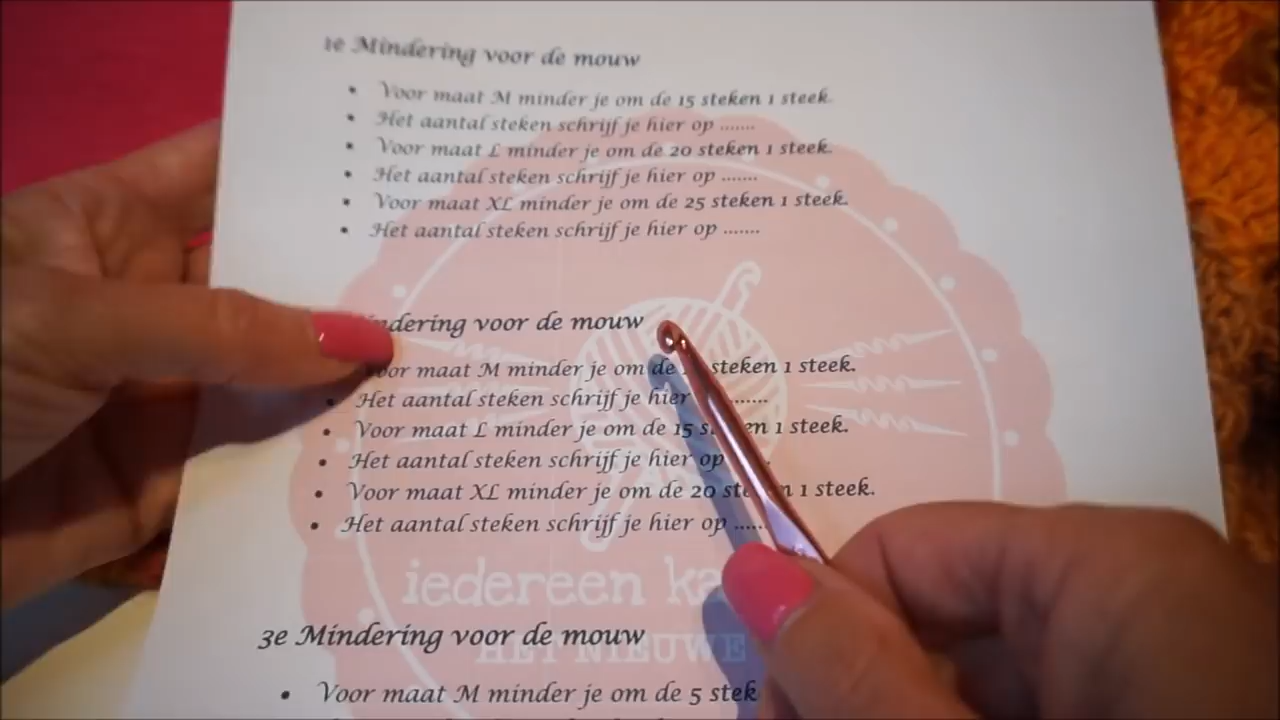 1e Mindering voor de mouw
• Voor maat M minder je om de 15 steken 1 steek.
• Het aantal steken schrijf je hier op .......
• Voor maat L minder je om de 20 steken 1 steek.
• Het aantal steken schrijf je hier op .......
• Voor maat XL minder je om de 25 steken 1 steek.
• Het aantal steken schrijf je hier op .......
voor de mouw
maat M minder je om de steken 1 steek.
• Het aantal steken schrijf je hier .......
• Voor maat L minder je om de 15 1 steek.
• Het aantal steken schrijf je hier op
• Voor maat XL minder je om de 20 1 steek.
• Het aantal steken schrijf je hier op ......
iedereen
HET NIEUWE
3e Mindering voor de mouw
• Voor maat M minder je om de 5